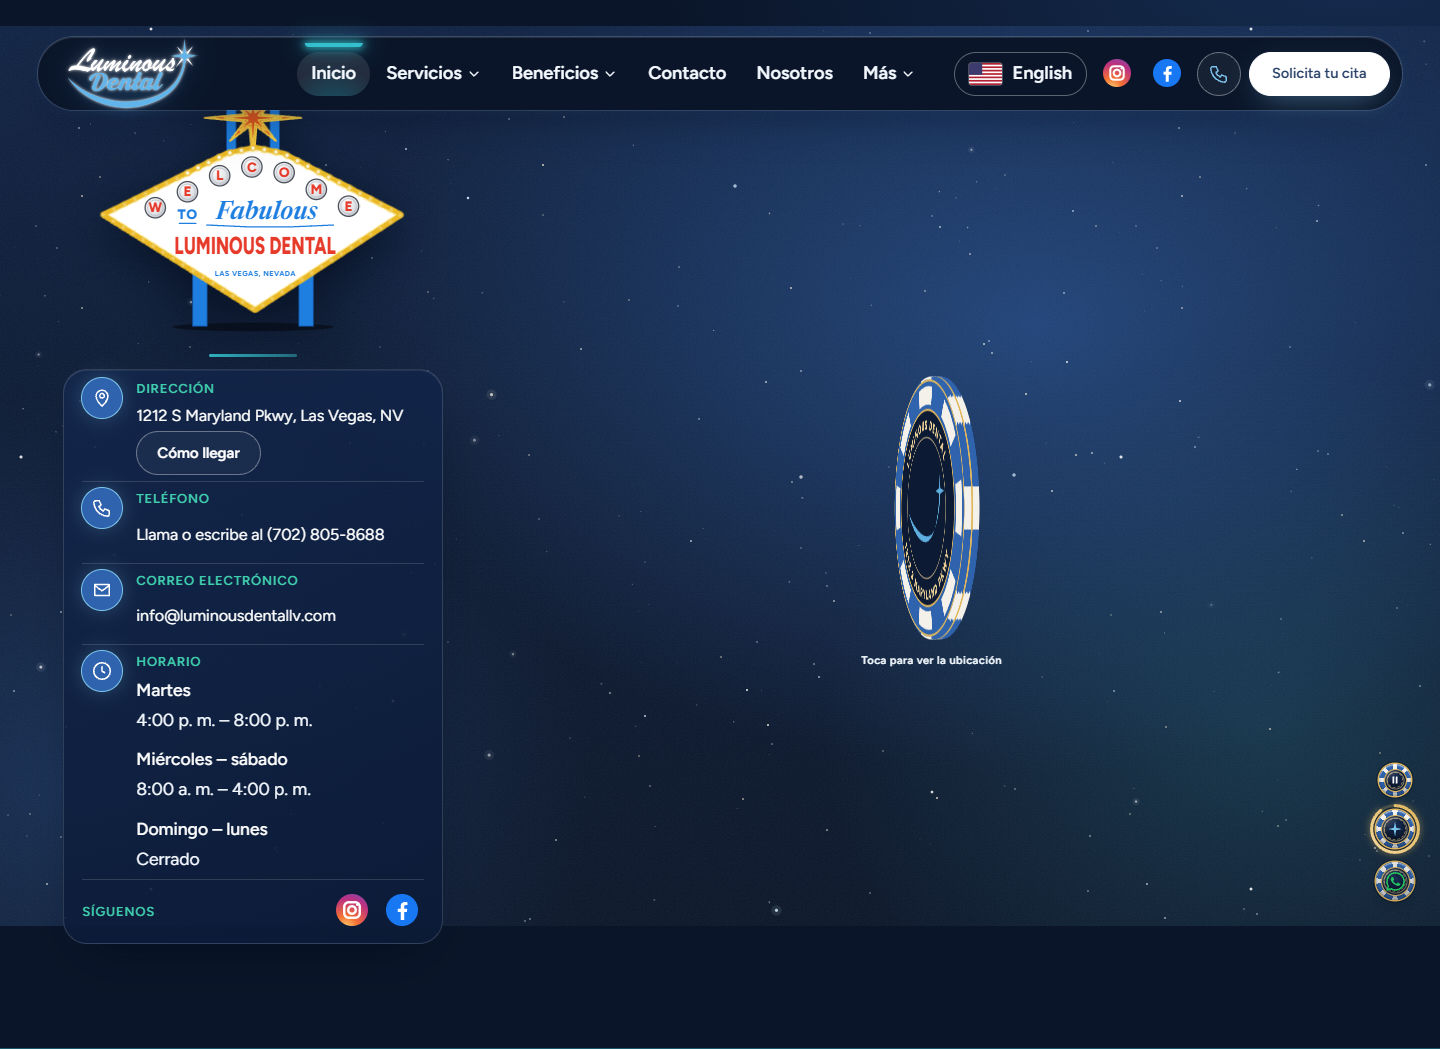 Luminous
Dental
Inicio
Servicios
Beneficios
Contacto
Nosotros
Más
English
Solicita tu cita
WELCOME
TO Fabulous
LUMINOUS DENTAL
LAS VEGAS, NEVADA
DIRECCIÓN
1212 S Maryland Pkwy, Las Vegas, NV
Cómo llegar
TELÉFONO
Llama o escribe al (702) 805-8688
CORREO ELECTRÓNICO
info@luminousdentallv.com
HORARIO
Martes
4:00 p. m. – 8:00 p. m.
Miércoles – sábado
8:00 a. m. – 4:00 p. m.
Domingo – lunes
Cerrado
SÍGUENOS
Toca para ver la ubicación